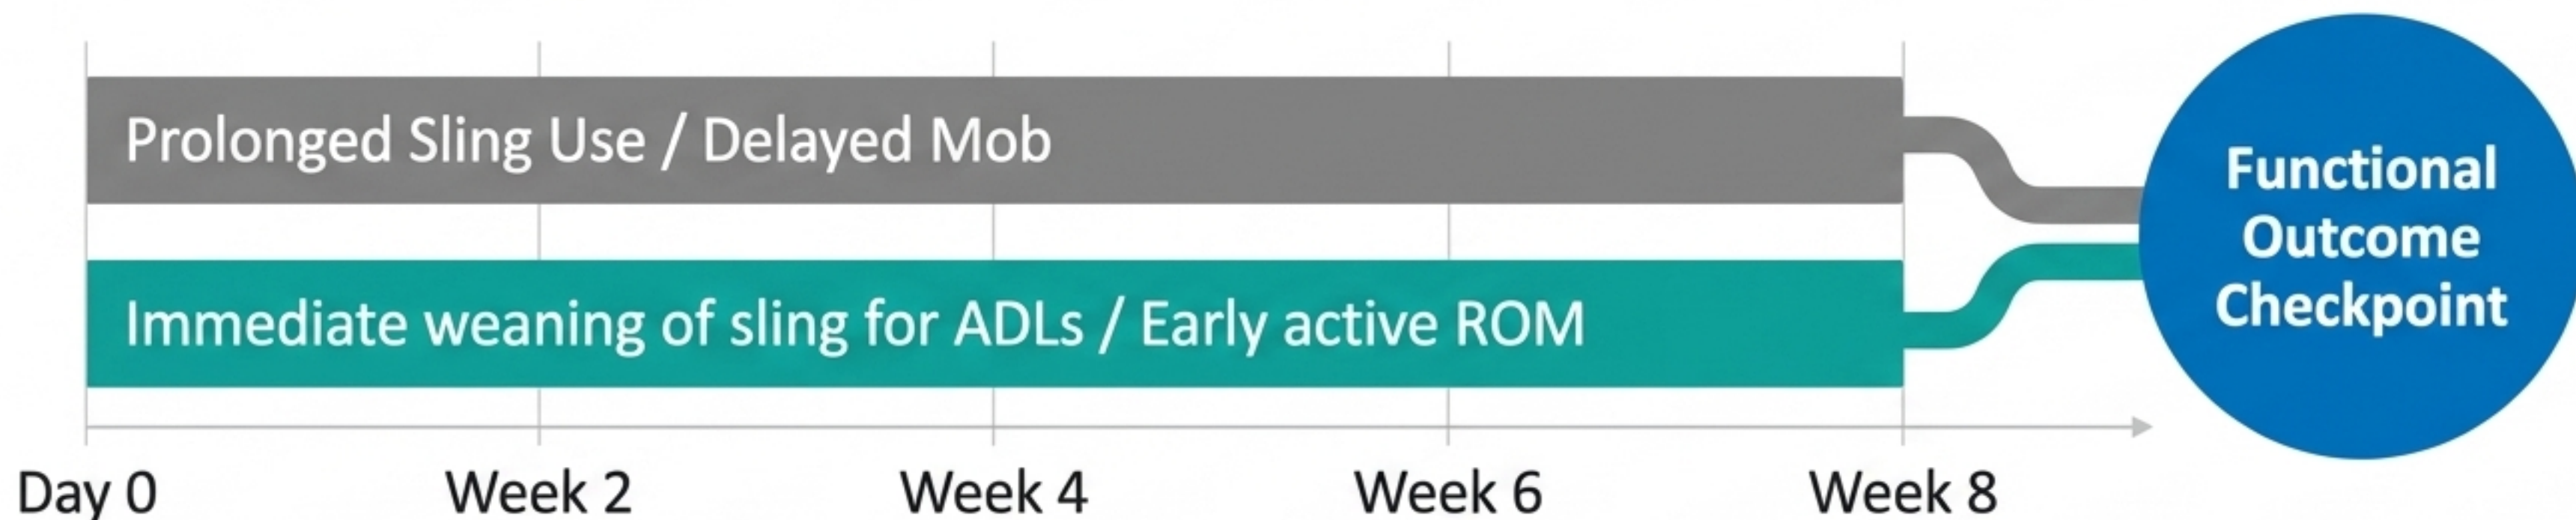 Prolonged Sling Use / Delayed Mob
Immediate weaning of sling for ADLs / Early active ROM
Functional
Outcome
Checkpoint
Day 0
Week 2
Week 4
Week 6
Week 8